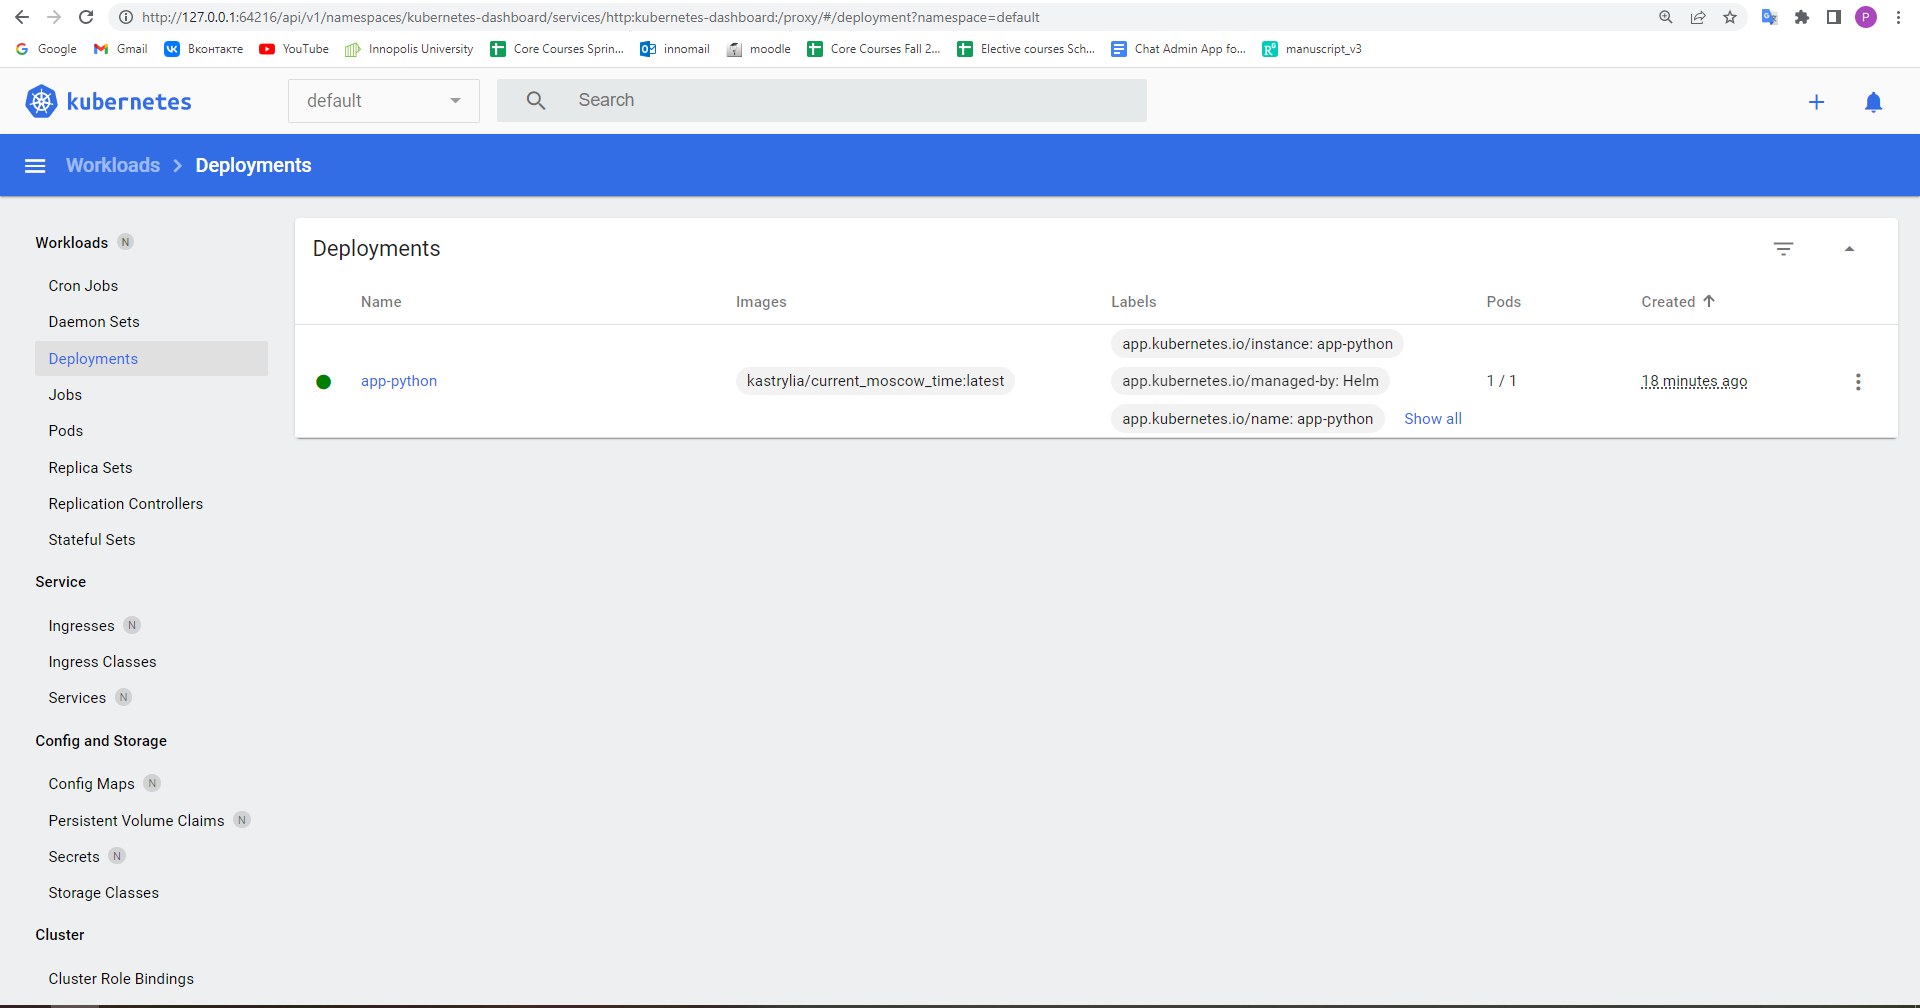 http://127.0.0.1:64216/api/v1/namespaces/kubernetes-dashboard/services/http:kubernetes-dashboard:/proxy/#/deployment?namespace=default
P
Google Gmail Вконтакте YouTube Innopolis University Core Courses Sprin... innomail moodle Core Courses Fall 2... Elective courses Sch... Chat Admin App fo... manuscript_v3
kubernetes default Search
Workloads Deployments
Workloads N
Cron Jobs
Daemon Sets
Deployments
Jobs
Pods
Replica Sets
Replication Controllers
Stateful Sets
Service
Ingresses N
Ingress Classes
Services N
Config and Storage
Config Maps N
Persistent Volume Claims N
Secrets N
Storage Classes
Cluster
Cluster Role Bindings
Deployments
Name Images Labels Pods Created
app-python kastrylia/current_moscow_time:latest
app.kubernetes.io/instance: app-python
app.kubernetes.io/managed-by: Helm
app.kubernetes.io/name: app-python Show all
1 / 1 18 minutes ago